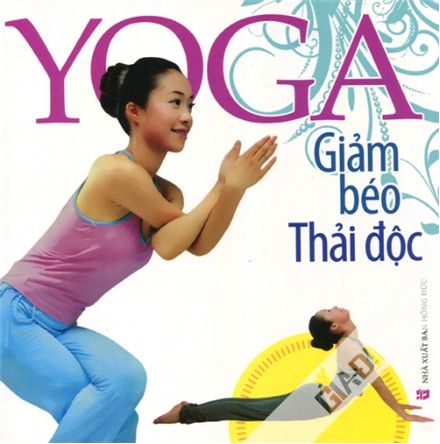 YOGA
Giảm
béo
Thải độc
NHÀ XUẤT BẢN HỒNG ĐỨC